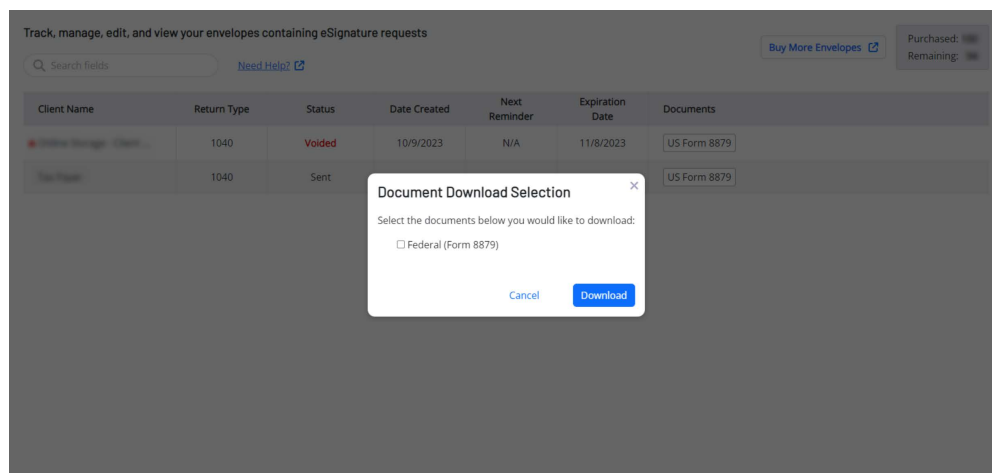 Track, manage, edit, and view your envelopes containing eSignature requests
Search fields
Need Help?
Buy More Envelopes
Purchased:
Remaining:
Client Name Return Type Status Date Created Next Reminder Expiration Date Documents
1040 Voided 10/9/2023 N/A 11/8/2023 US Form 8879
1040 Sent US Form 8879
Document Download Selection
Select the documents below you would like to download:
Federal (Form 8879)
Cancel Download